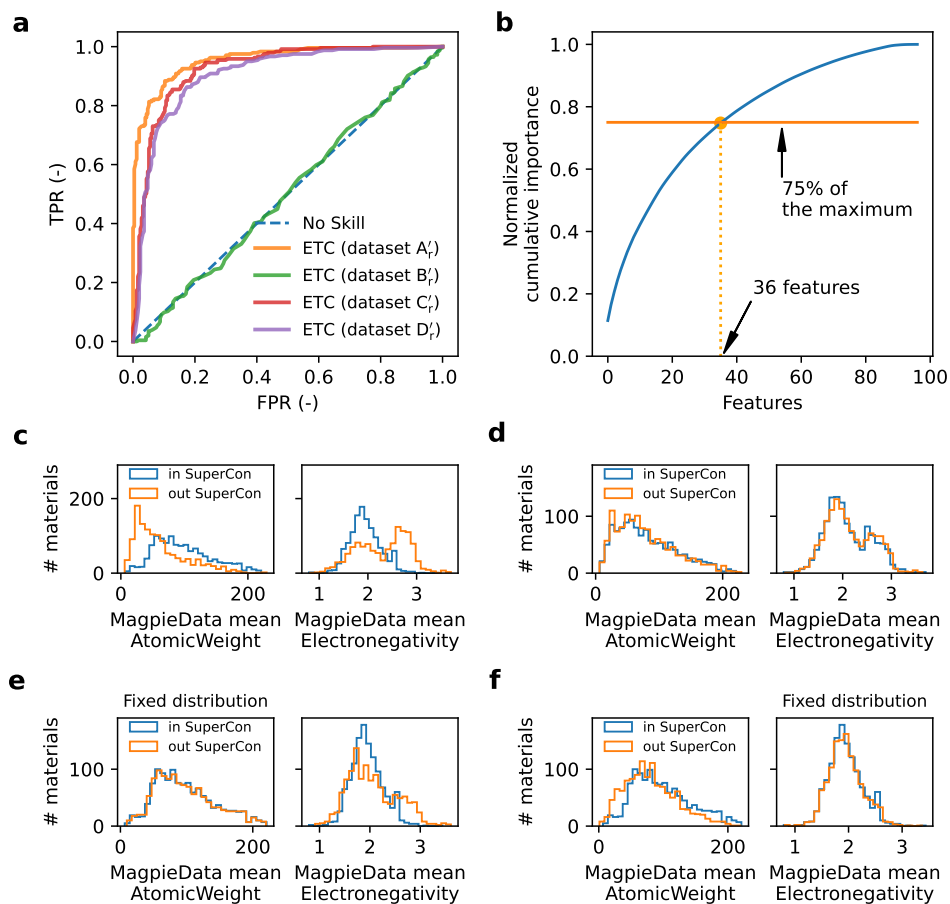 a
1.0
0.8
0.6
0.4
0.2
0.0
TPR (-)
No Skill
ETC (dataset A′r)
ETC (dataset B′r)
ETC (dataset C′r)
ETC (dataset D′r)
0.0 0.2 0.4 0.6 0.8 1.0
FPR (-)
b
1.0
0.8
0.6
0.4
0.2
0.0
Normalized
cumulative importance
75% of
the maximum
36 features
0 20 40 60 80 100
Features
c
# materials
200
0
in SuperCon
out SuperCon
0 200
MagpieData mean
AtomicWeight
1 2 3
MagpieData mean
Electronegativity
d
# materials
100
0
in SuperCon
out SuperCon
0 200
MagpieData mean
AtomicWeight
1 2 3
MagpieData mean
Electronegativity
e
Fixed distribution
# materials
100
0
in SuperCon
out SuperCon
0 200
MagpieData mean
AtomicWeight
1 2 3
MagpieData mean
Electronegativity
f
Fixed distribution
# materials
100
0
in SuperCon
out SuperCon
0 200
MagpieData mean
AtomicWeight
1 2 3
MagpieData mean
Electronegativity